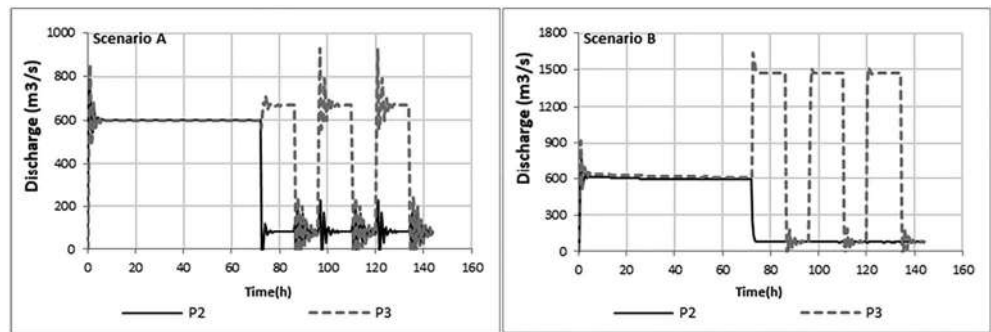 Scenario A
Discharge (m3/s)
1000
800
600
400
200
0
0 20 40 60 80 100 120 140 160
Time(h)
P2 P3
Scenario B
Discharge (m3/s)
1800
1500
1200
900
600
300
0
0 20 40 60 80 100 120 140 160
Time(h)
P2 P3